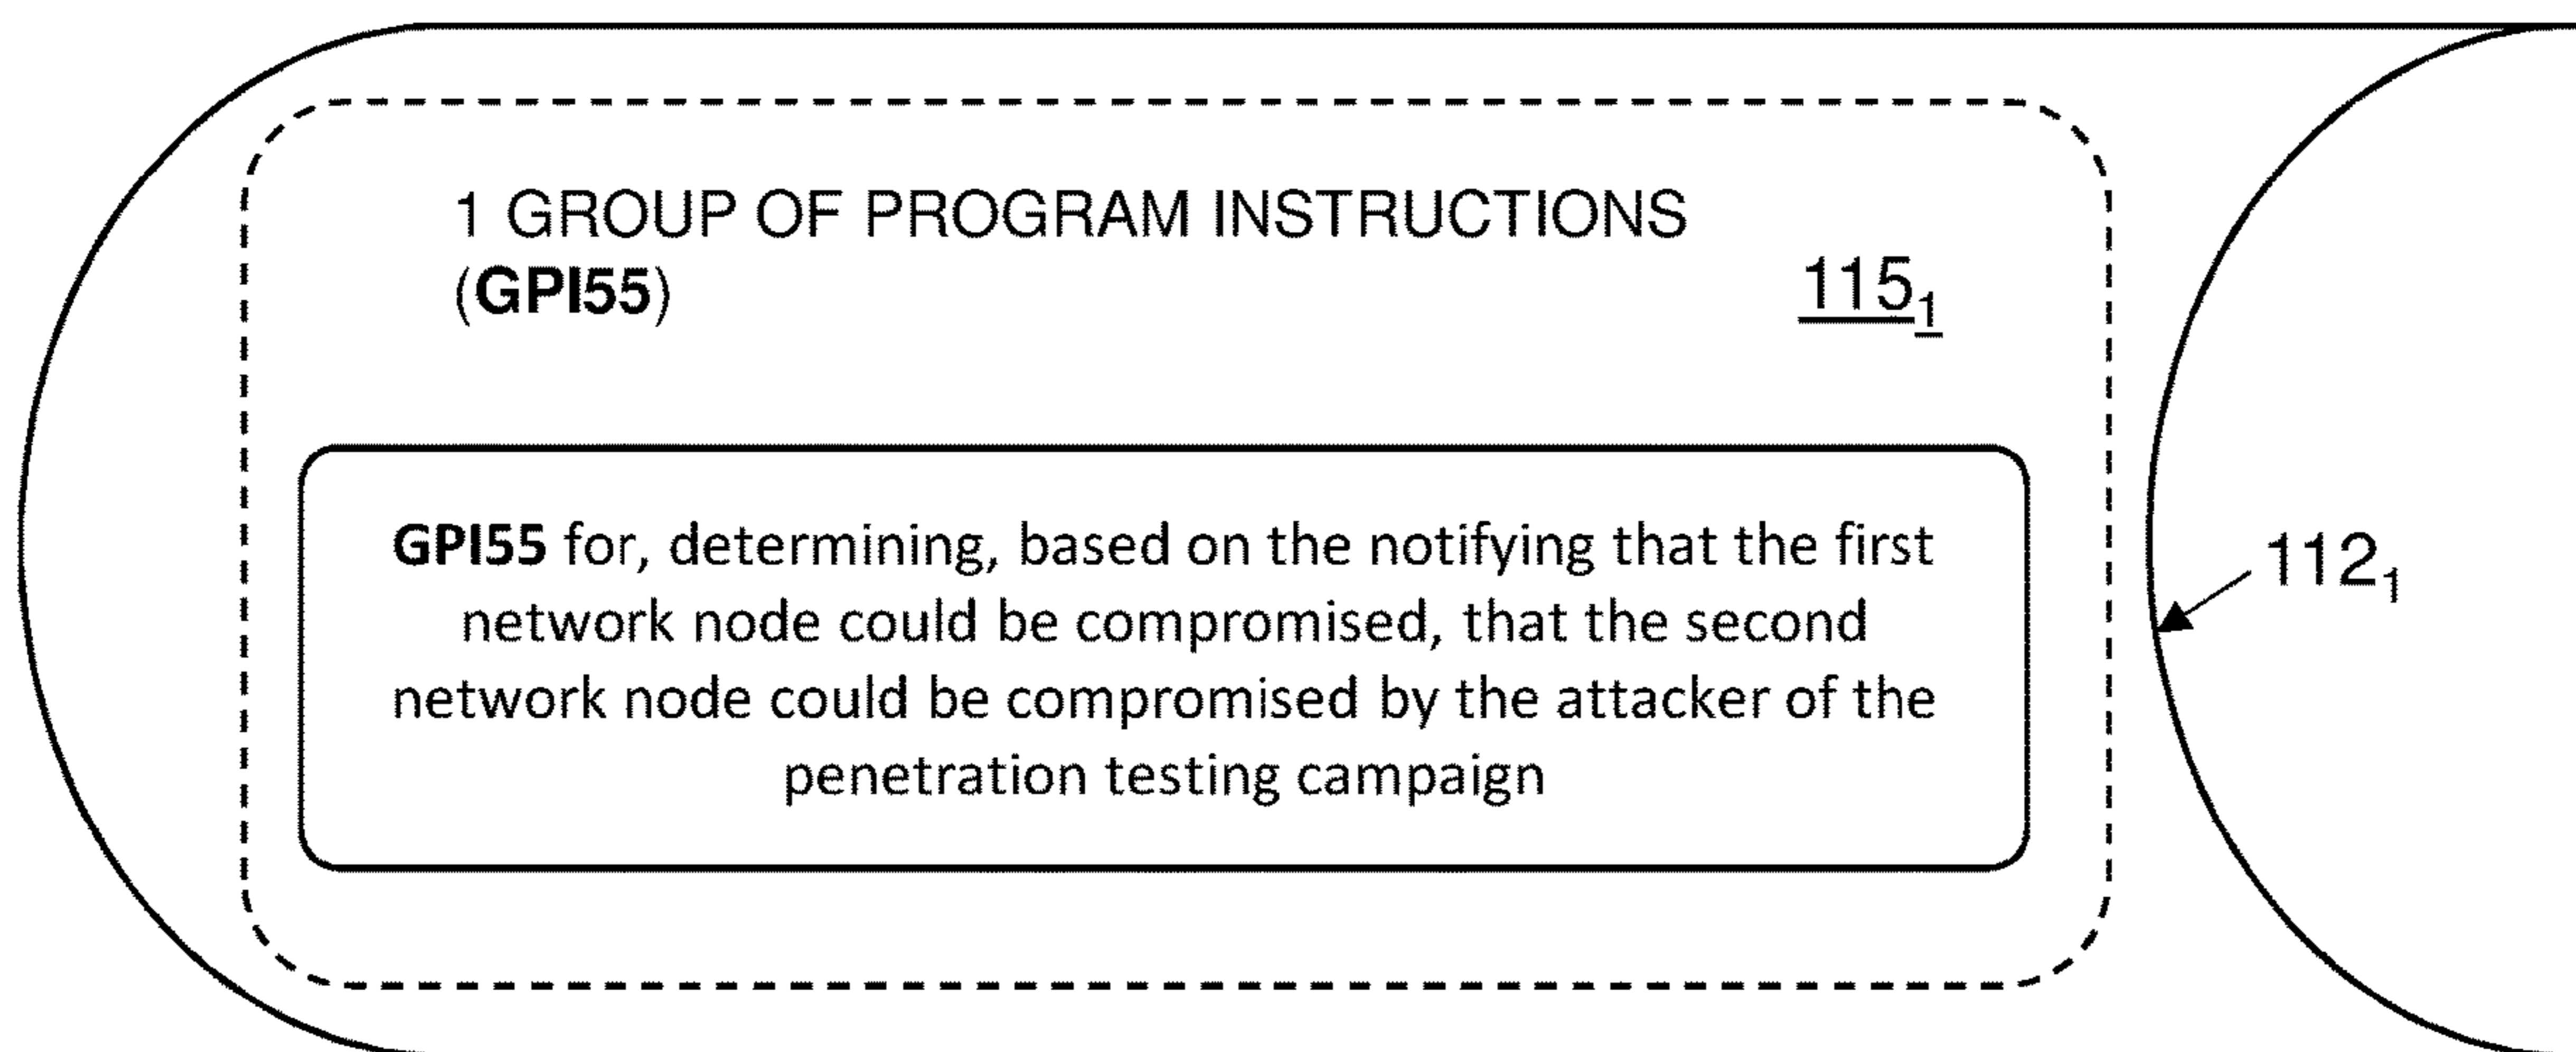 1 GROUP OF PROGRAM INSTRUCTIONS
(GPI55)
115₁
GPI55 for, determining, based on the notifying that the first
network node could be compromised, that the second
network node could be compromised by the attacker of the
penetration testing campaign
112₁